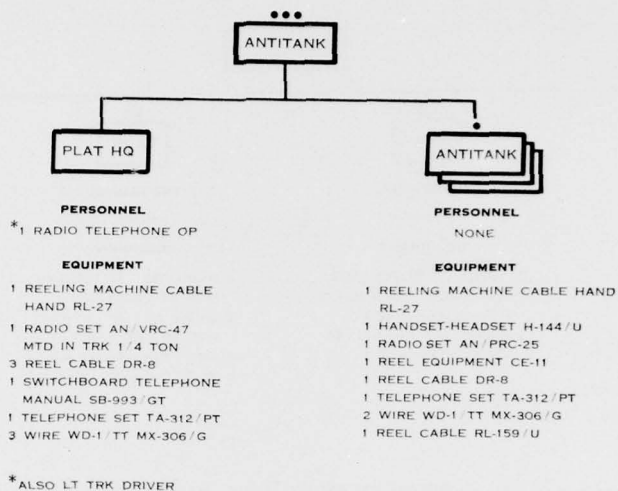 ANTITANK
PLAT HQ
PERSONNEL
*1 RADIO TELEPHONE OP
EQUIPMENT
1 REELING MACHINE CABLE
HAND RL-27
1 RADIO SET AN/VRC-47
MTD IN TRK 1/4 TON
3 REEL CABLE DR-8
1 SWITCHBOARD TELEPHONE
MANUAL SB-993/GT
1 TELEPHONE SET TA-312/PT
3 WIRE WD-1/TT MX-306/G
*ALSO LT TRK DRIVER
ANTITANK
PERSONNEL
NONE
EQUIPMENT
1 REELING MACHINE CABLE HAND
RL-27
1 HANDSET-HEADSET H-144/U
1 RADIO SET AN/PRC-25
1 REEL EQUIPMENT CE-11
1 REEL CABLE DR-8
1 TELEPHONE SET TA-312/PT
2 WIRE WD-1/TT MX-306/G
1 REEL CABLE RL-159/U